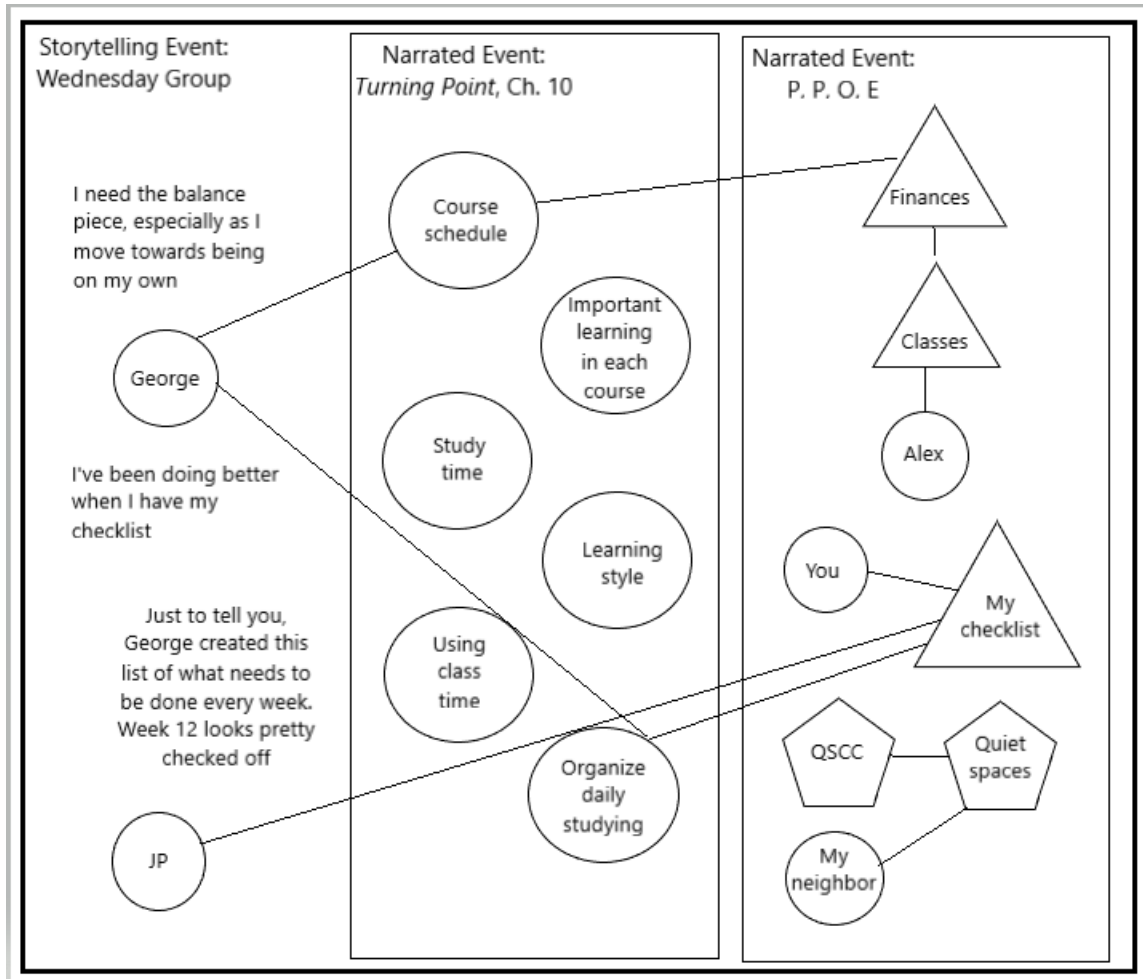 Storytelling Event:
Wednesday Group
I need the balance
piece, especially as I
move towards being
on my own
George
I've been doing better
when I have my
checklist
Just to tell you,
George created this
list of what needs to
be done every week.
Week 12 looks pretty
checked off
JP
Narrated Event:
Turning Point, Ch. 10
Course
schedule
Important
learning
in each
course
Study
time
Learning
style
Using
class
time
Organize
daily
studying
Narrated Event:
P. P. O. E
Finances
Classes
Alex
You
My
checklist
QSCC
Quiet
spaces
My
neighbor